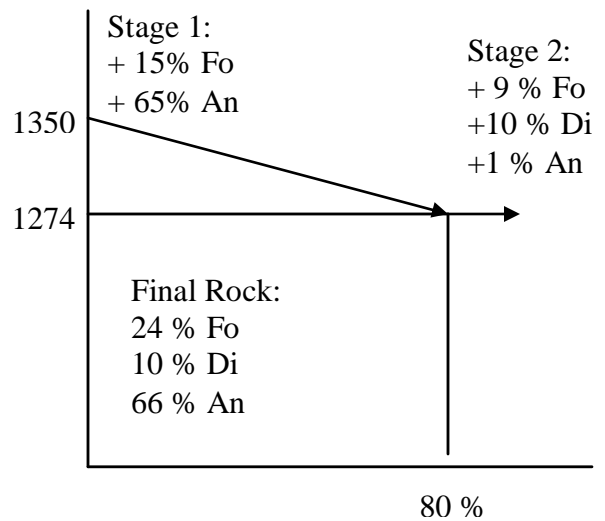 Stage 1:
+ 15% Fo
+ 65% An
Stage 2:
+ 9 % Fo
+10 % Di
+1 % An
1350
1274
Final Rock:
24 % Fo
10 % Di
66 % An
80 %